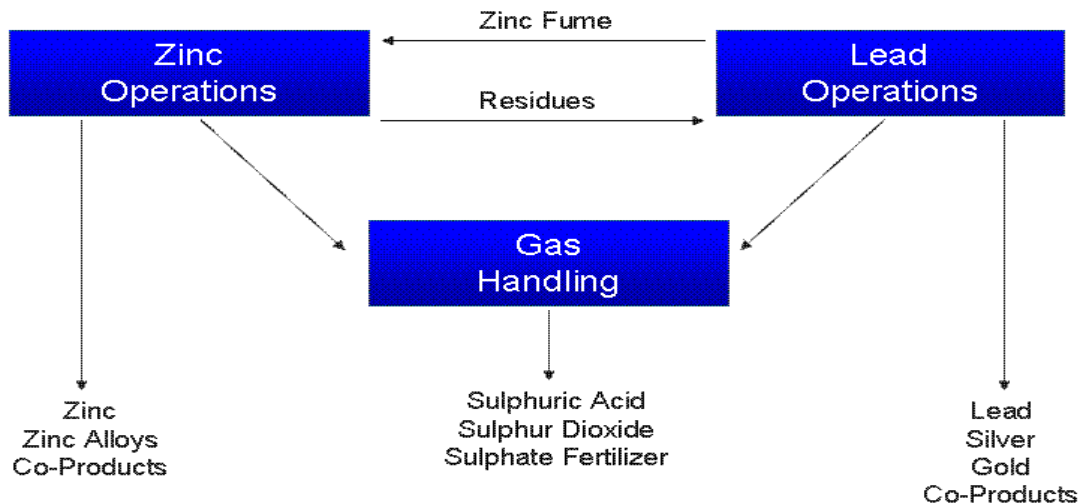 Zinc Fume
Zinc
Operations
Lead
Operations
Residues
Gas
Handling
Zinc
Zinc Alloys
Co-Products
Sulphuric Acid
Sulphur Dioxide
Sulphate Fertilizer
Lead
Silver
Gold
Co-Products